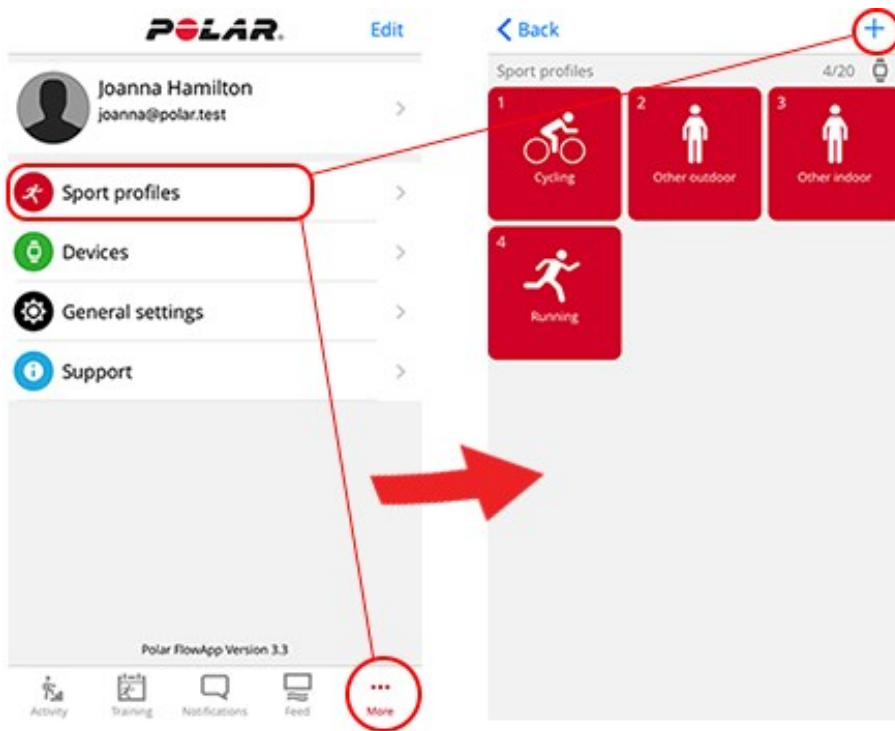 POLAR.
Edit
Joanna Hamilton
joanna@polar.test
Sport profiles
Devices
General settings
Support
Polar FlowApp Version 3.3
Activity
Training
Notifications
Feed
More
Back
+
Sport profiles
4/20
1
Cycling
2
Other outdoor
3
Other indoor
4
Running